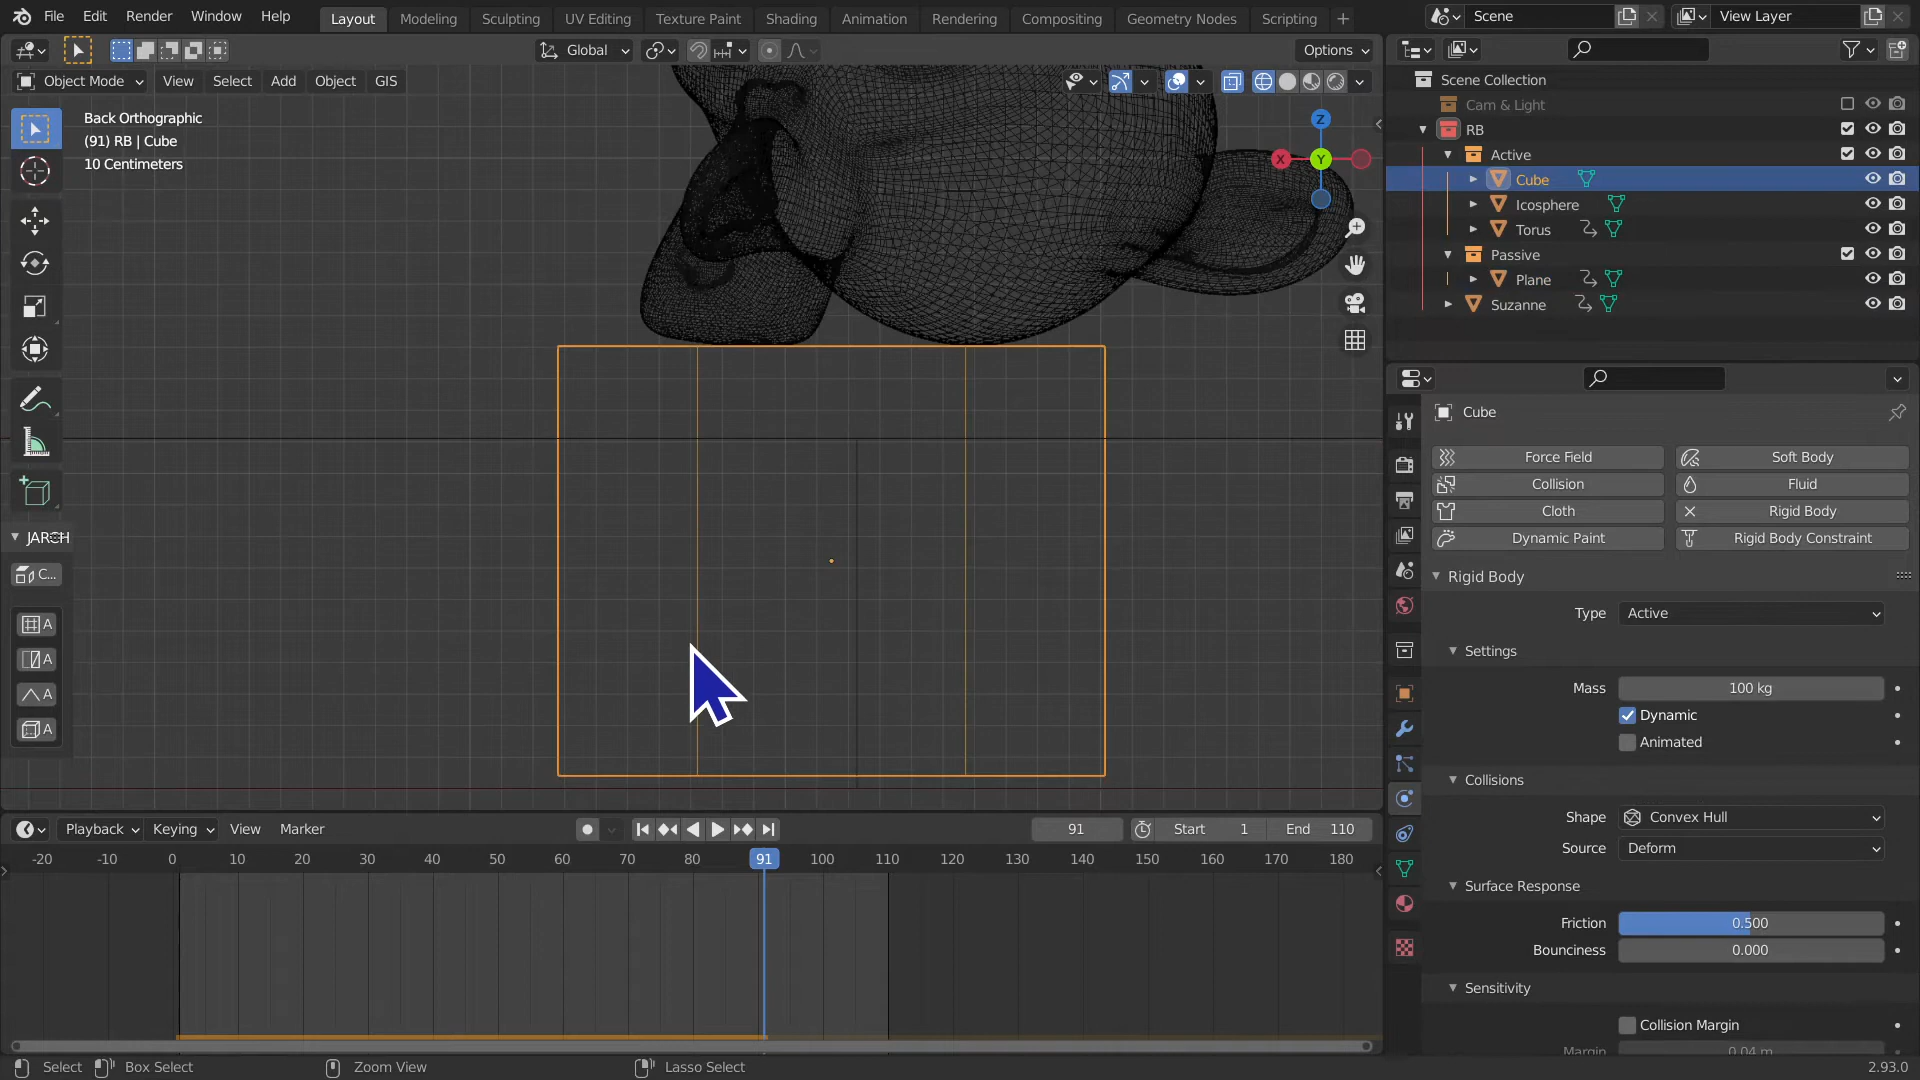 File Edit Render Window Help
Layout Modeling Sculpting UV Editing Texture Paint Shading Animation Rendering Compositing Geometry Nodes Scripting
Scene
View Layer
Global
Options
Object Mode View Select Add Object GIS
Back Orthographic
(91) RB | Cube
10 Centimeters
Z
X
Y
JARCH
C...
A
A
A
A
Scene Collection
Cam & Light
RB
Active
Cube
Icosphere
Torus
Passive
Plane
Suzanne
Cube
Force Field Soft Body
Collision Fluid
Cloth Rigid Body
Dynamic Paint Rigid Body Constraint
Rigid Body
Type Active
Settings
Mass 100 kg
Dynamic
Animated
Collisions
Shape Convex Hull
Source Deform
Surface Response
Friction 0.500
Bounciness 0.000
Sensitivity
Collision Margin
Margin 0.04 m
Playback Keying View Marker
91
Start 1
End 110
-20 -10 0 10 20 30 40 50 60 70 80 91 100 110 120 130 140 150 160 170 180
Select Box Select Zoom View Lasso Select 2.93.0